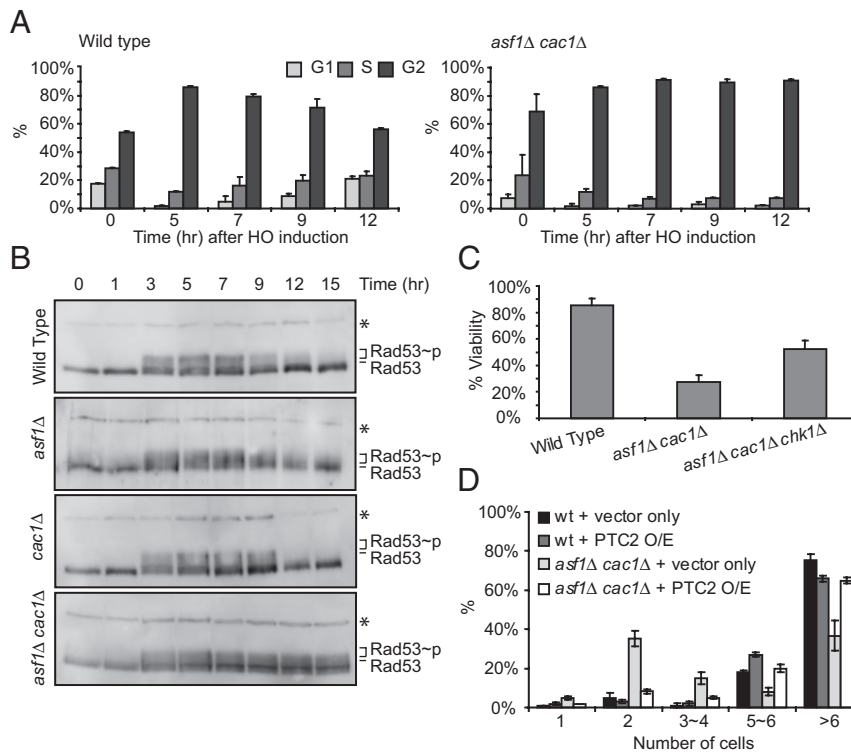 A
Wild type
asf1Δ cac1Δ
G1 S G2
100%
80%
60%
40%
20%
0%
%
0 5 7 9 12
Time (hr) after HO induction
100%
80%
60%
40%
20%
0%
%
0 5 7 9 12
Time (hr) after HO induction
B
0 1 3 5 7 9 12 15 Time (hr)
Wild Type
*
Rad53~p
Rad53
asf1Δ
*
Rad53~p
Rad53
cac1Δ
*
Rad53~p
Rad53
asf1Δ cac1Δ
*
Rad53~p
Rad53
C
% Viability
100%
80%
60%
40%
20%
0%
Wild Type
asf1Δ cac1Δ
asf1Δ cac1Δ chk1Δ
D
wt + vector only
wt + PTC2 O/E
asf1Δ cac1Δ + vector only
asf1Δ cac1Δ + PTC2 O/E
100%
80%
60%
40%
20%
0%
%
1 2 3~4 5~6 >6
Number of cells